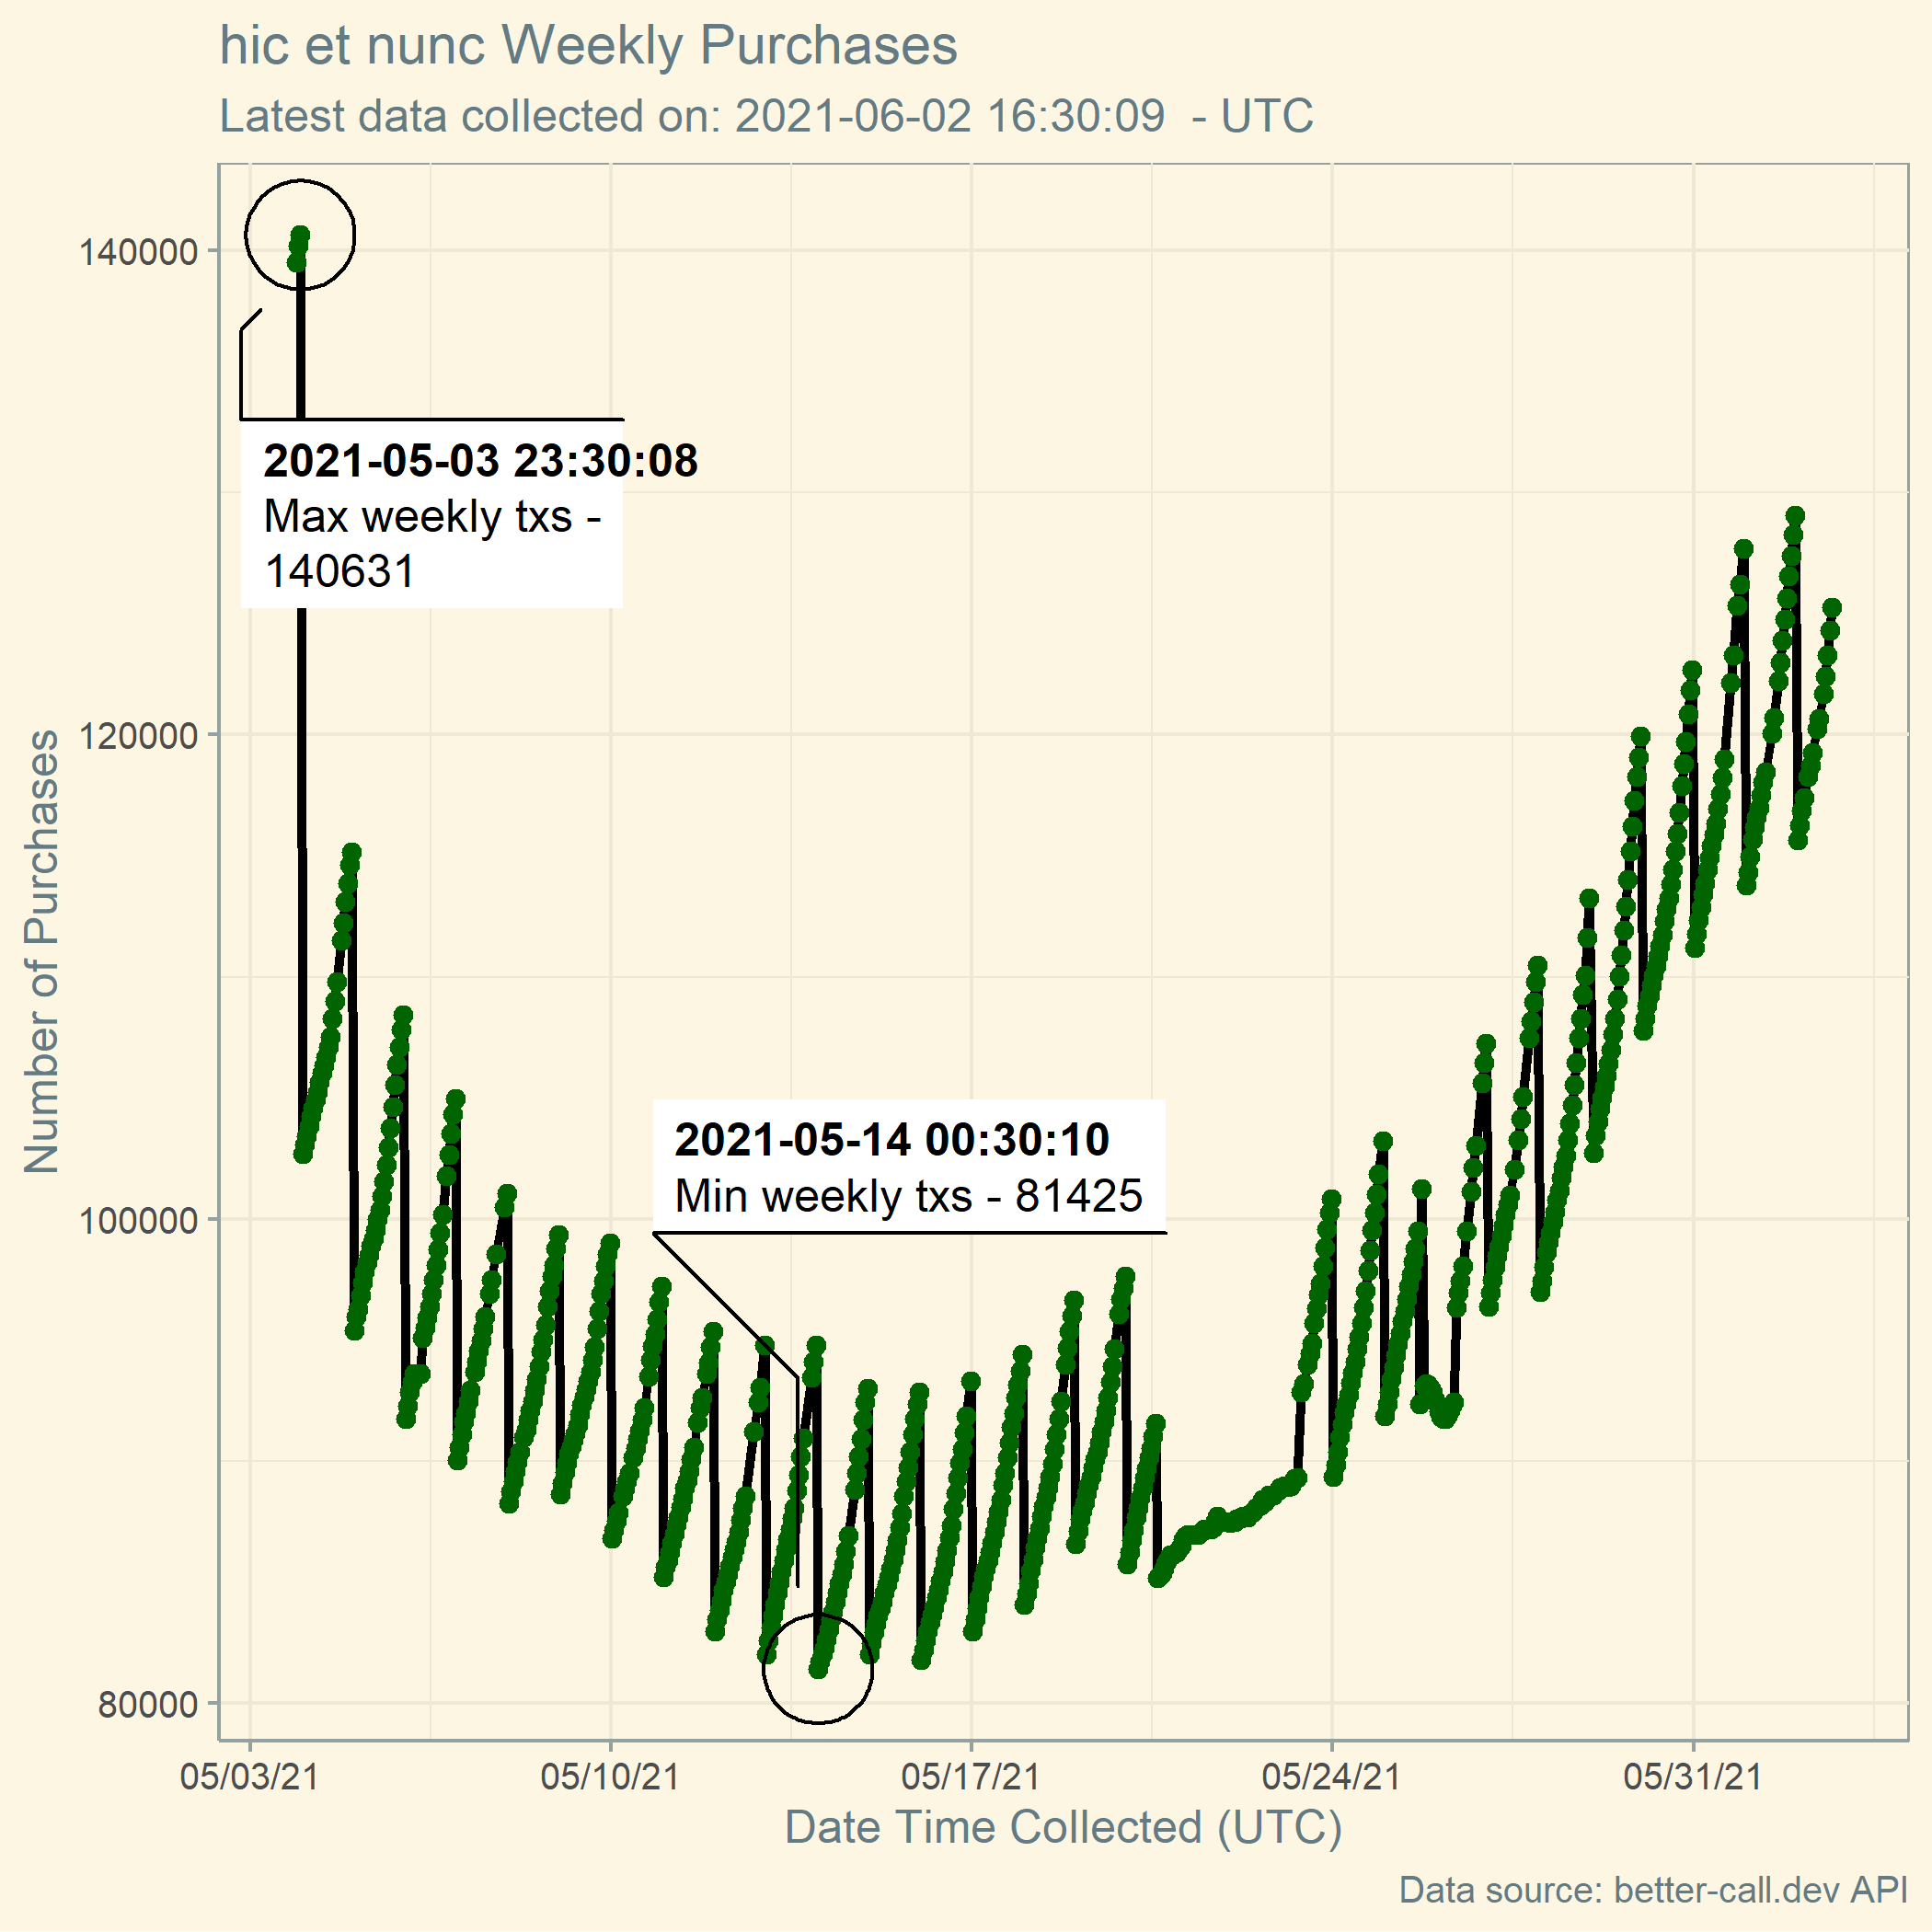 hic et nunc Weekly Purchases
Latest data collected on: 2021-06-02 16:30:09  - UTC
Number of Purchases
140000
120000
100000
80000
2021-05-03 23:30:08
Max weekly txs -
140631
2021-05-14 00:30:10
Min weekly txs - 81425
05/03/21
05/10/21
05/17/21
05/24/21
05/31/21
Date Time Collected (UTC)
Data source: better-call.dev API